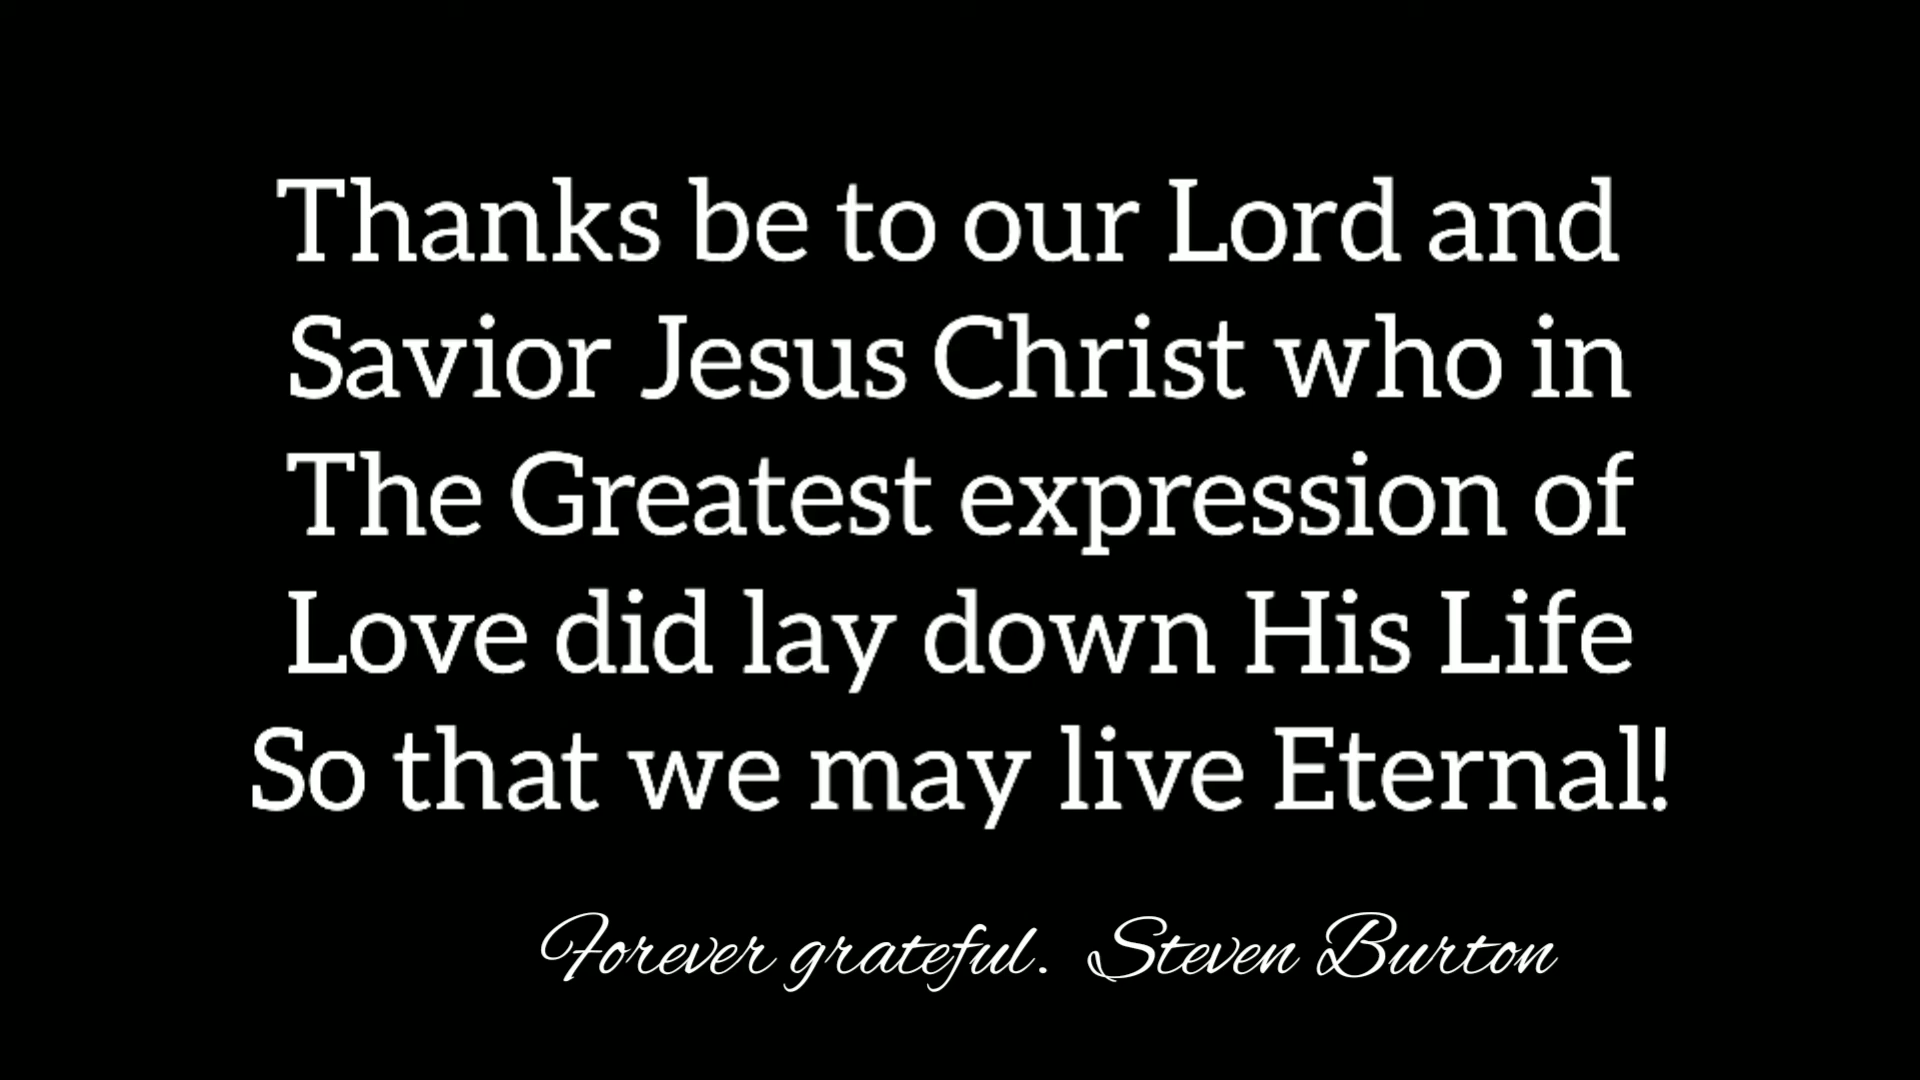 Thanks be to our Lord and
Savior Jesus Christ who in
The Greatest expression of
Love did lay down His Life
So that we may live Eternal!
Forever grateful. Steven Burton